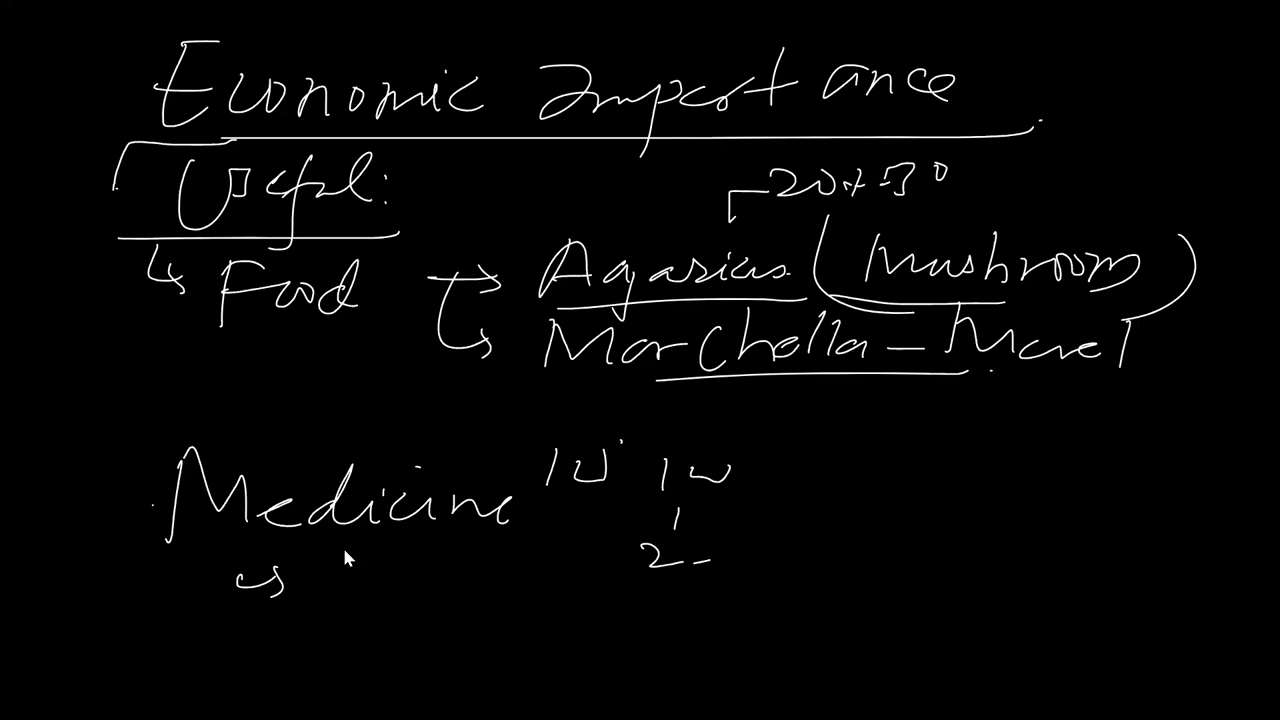 Economic Importance
Useful:
Food Agaricus (Mushroom)
Morchella - Morel
Medicine